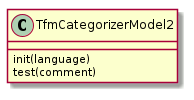 C TfmCategorizerModel2
init(language)
test(comment)